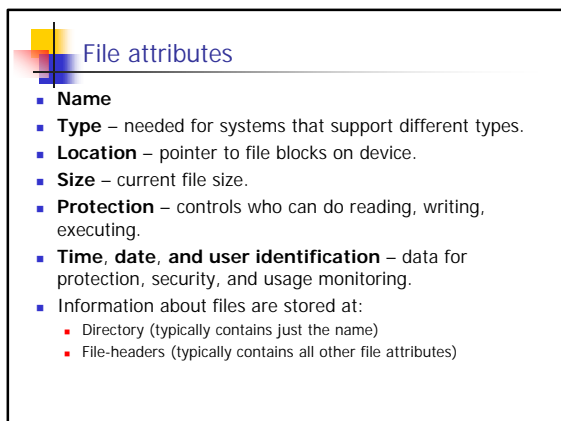 File attributes
Name
Type – needed for systems that support different types.
Location – pointer to file blocks on device.
Size – current file size.
Protection – controls who can do reading, writing,
executing.
Time, date, and user identification – data for
protection, security, and usage monitoring.
Information about files are stored at:
Directory (typically contains just the name)
File-headers (typically contains all other file attributes)